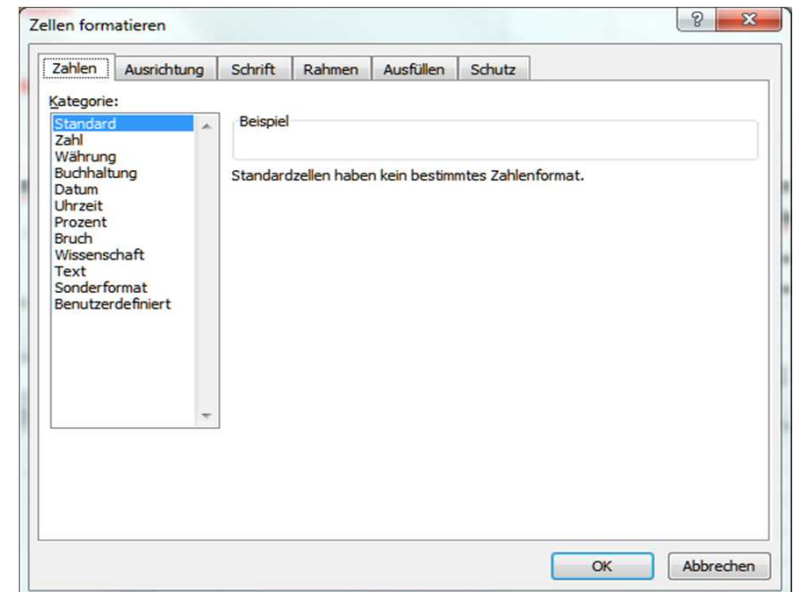 Zellen formatieren
Zahlen Ausrichtung Schrift Rahmen Ausfüllen Schutz
Kategorie:
Standard
Zahl
Währung
Buchhaltung
Datum
Uhrzeit
Prozent
Bruch
Wissenschaft
Text
Sonderformat
Benutzerdefiniert
Beispiel
Standardzellen haben kein bestimmtes Zahlenformat.
OK Abbrechen